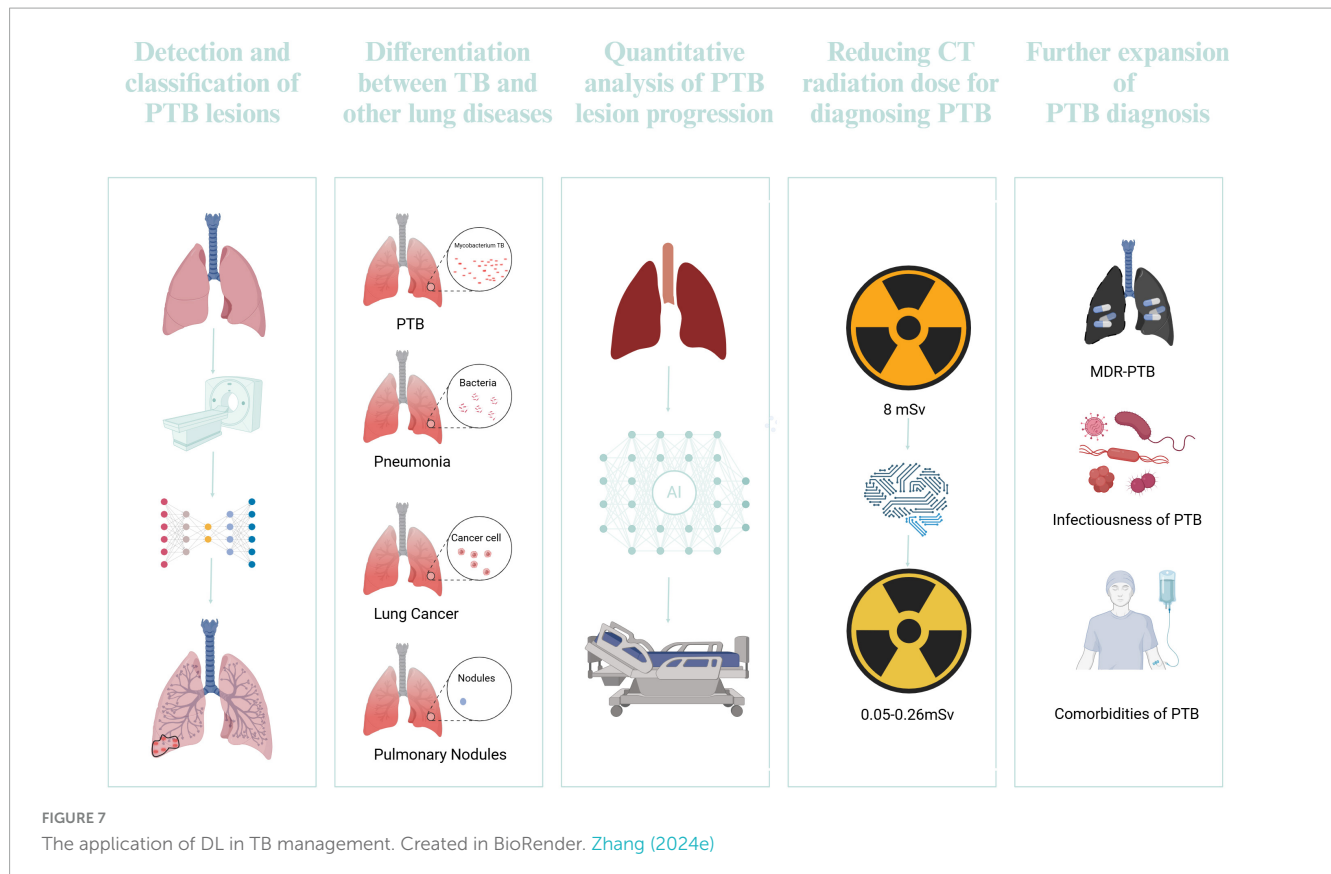 Detection and
classification of
PTB lesions
Differentiation
between TB and
other lung diseases
Quantitative
analysis of PTB
lesion progression
Reducing CT
radiation dose for
diagnosing PTB
Further expansion
of
PTB diagnosis
Mycobacterium TB
PTB
Bacteria
Pneumonia
Cancer cell
Lung Cancer
Nodules
Pulmonary Nodules
AI
8 mSv
0.05-0.26mSv
MDR-PTB
Infectiousness of PTB
Comorbidities of PTB
FIGURE 7
The application of DL in TB management. Created in BioRender. Zhang (2024e)